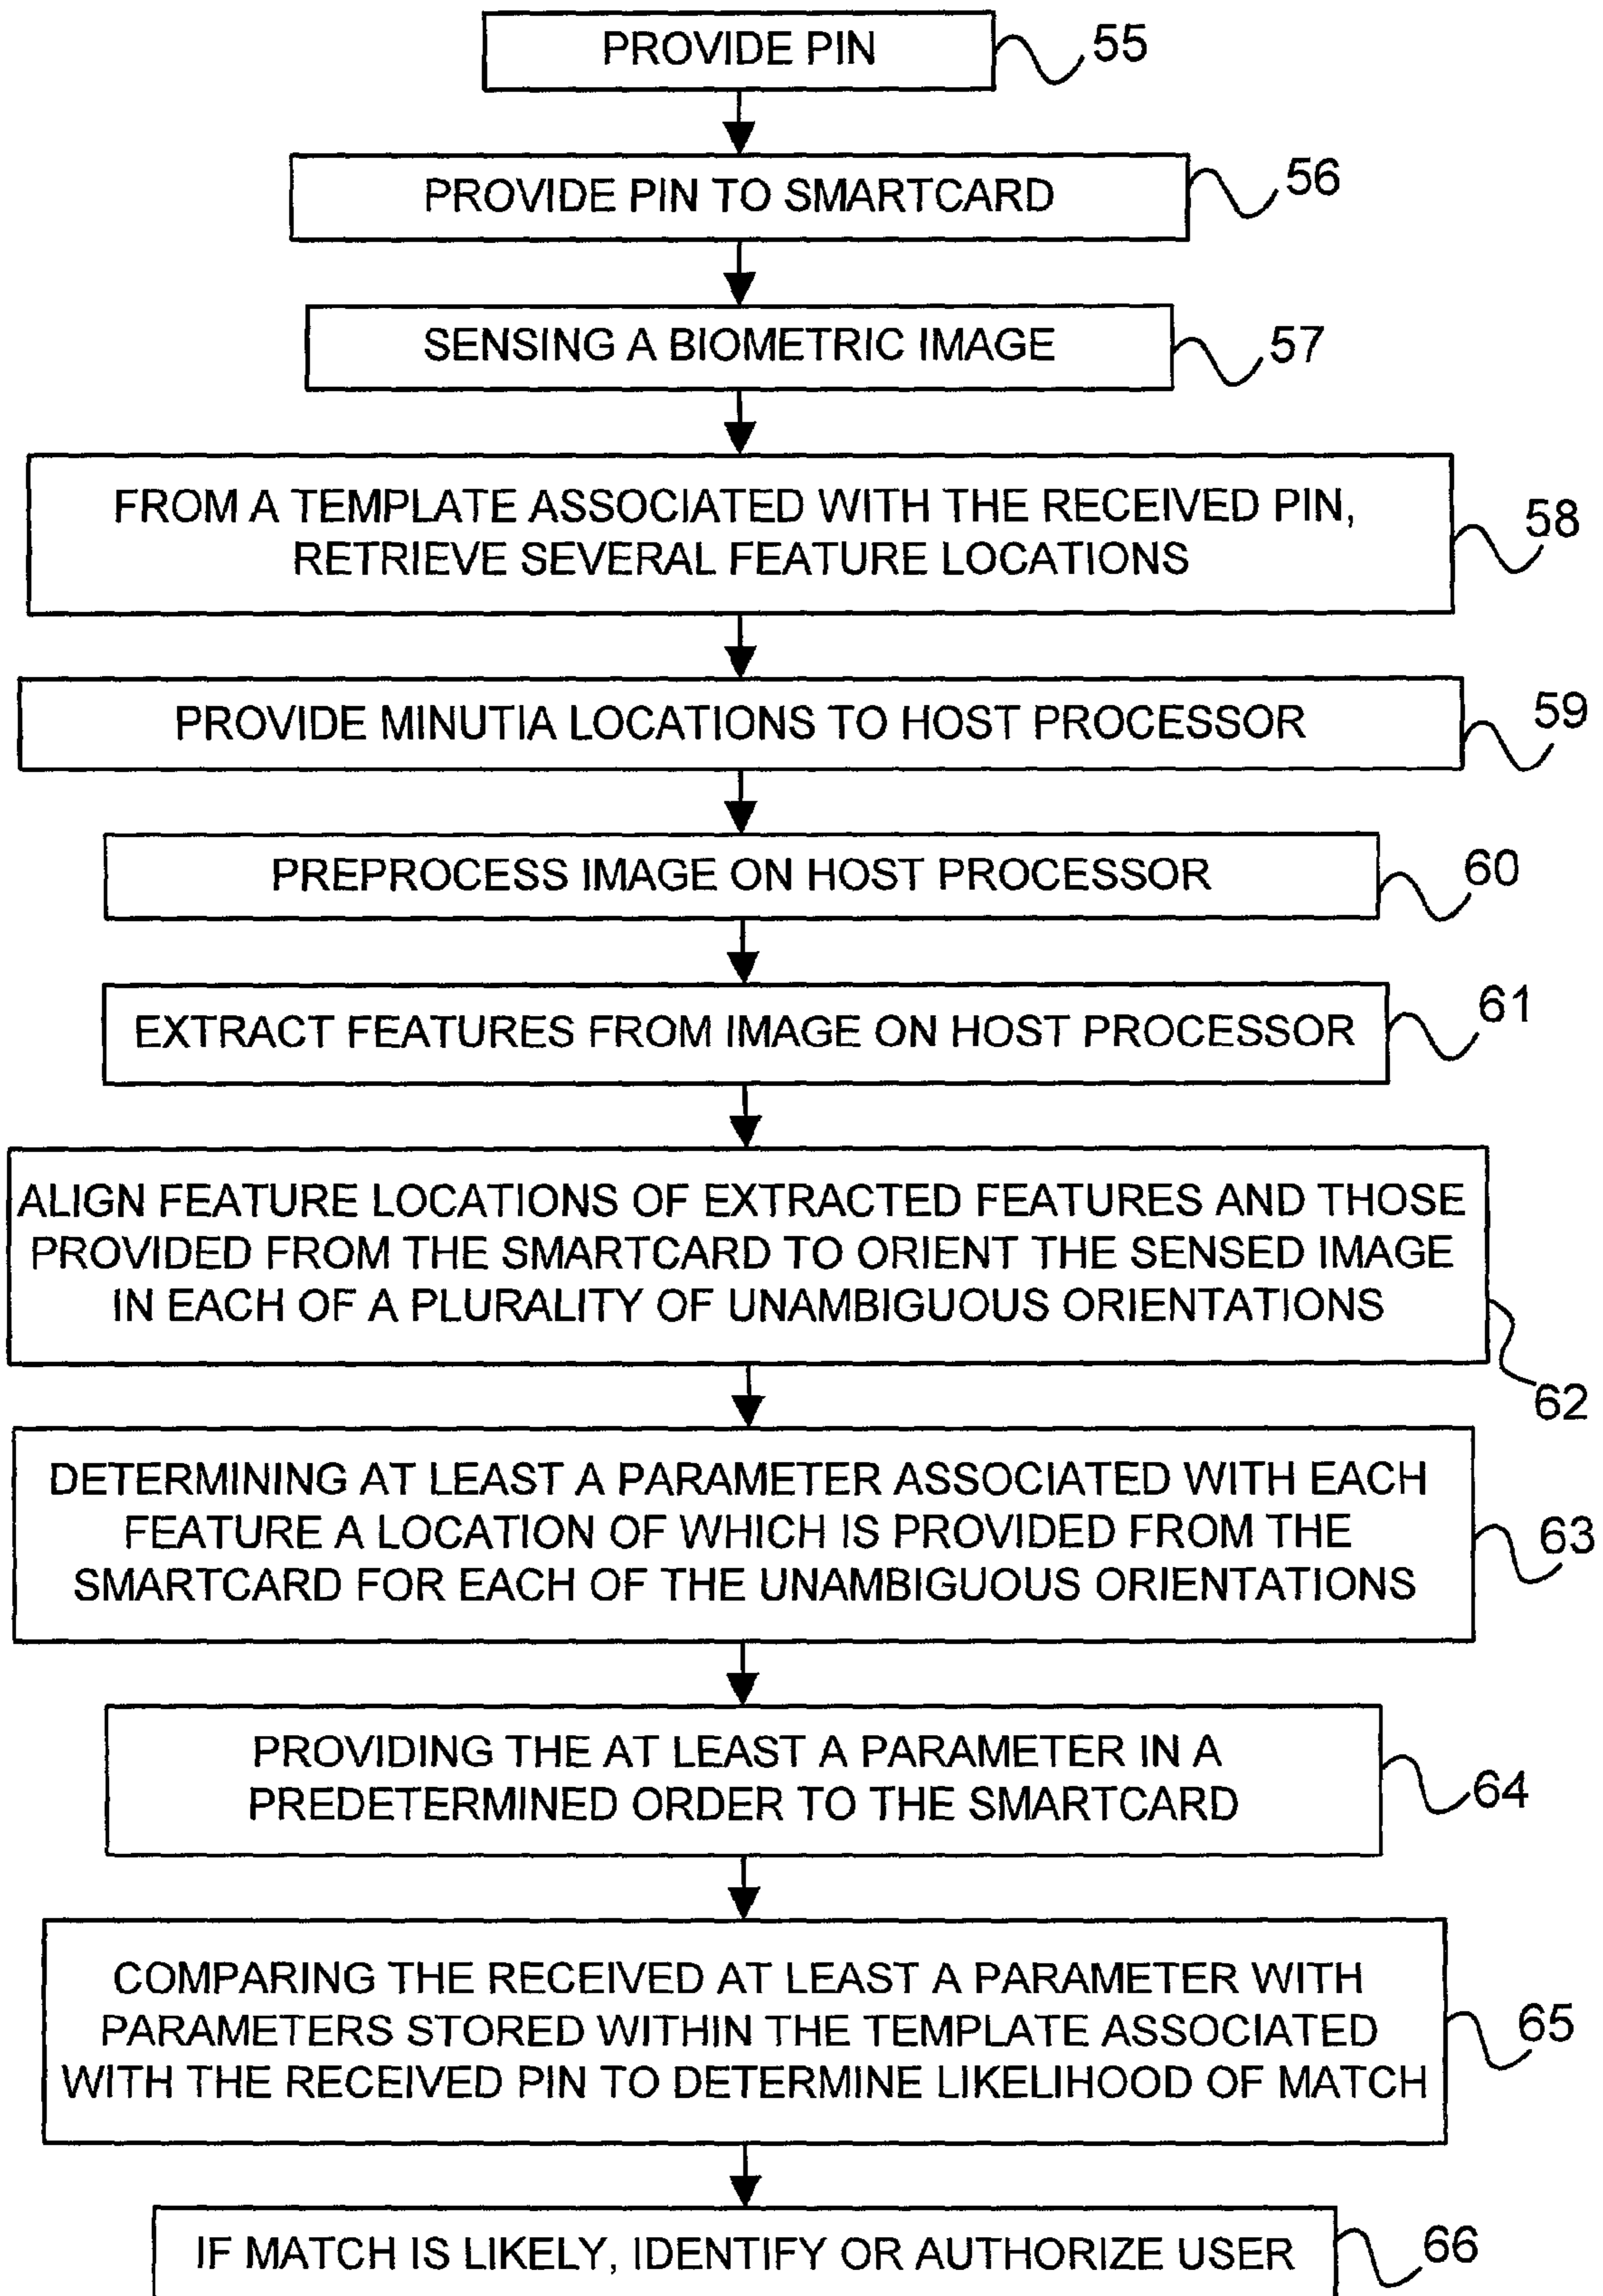 PROVIDE PIN
55
PROVIDE PIN TO SMARTCARD
56
SENSING A BIOMETRIC IMAGE
57
FROM A TEMPLATE ASSOCIATED WITH THE RECEIVED PIN,
RETRIEVE SEVERAL FEATURE LOCATIONS
58
PROVIDE MINUTIA LOCATIONS TO HOST PROCESSOR
59
PREPROCESS IMAGE ON HOST PROCESSOR
60
EXTRACT FEATURES FROM IMAGE ON HOST PROCESSOR
61
ALIGN FEATURE LOCATIONS OF EXTRACTED FEATURES AND THOSE
PROVIDED FROM THE SMARTCARD TO ORIENT THE SENSED IMAGE
IN EACH OF A PLURALITY OF UNAMBIGUOUS ORIENTATIONS
62
DETERMINING AT LEAST A PARAMETER ASSOCIATED WITH EACH
FEATURE A LOCATION OF WHICH IS PROVIDED FROM THE
SMARTCARD FOR EACH OF THE UNAMBIGUOUS ORIENTATIONS
63
PROVIDING THE AT LEAST A PARAMETER IN A
PREDETERMINED ORDER TO THE SMARTCARD
64
COMPARING THE RECEIVED AT LEAST A PARAMETER WITH
PARAMETERS STORED WITHIN THE TEMPLATE ASSOCIATED
WITH THE RECEIVED PIN TO DETERMINE LIKELIHOOD OF MATCH
65
IF MATCH IS LIKELY, IDENTIFY OR AUTHORIZE USER
66